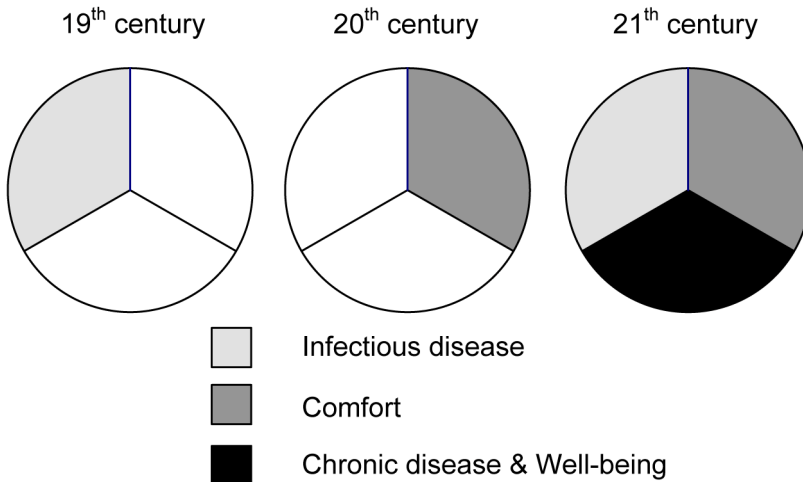 19th century
20th century
21th century
Infectious disease
Comfort
Chronic disease & Well-being